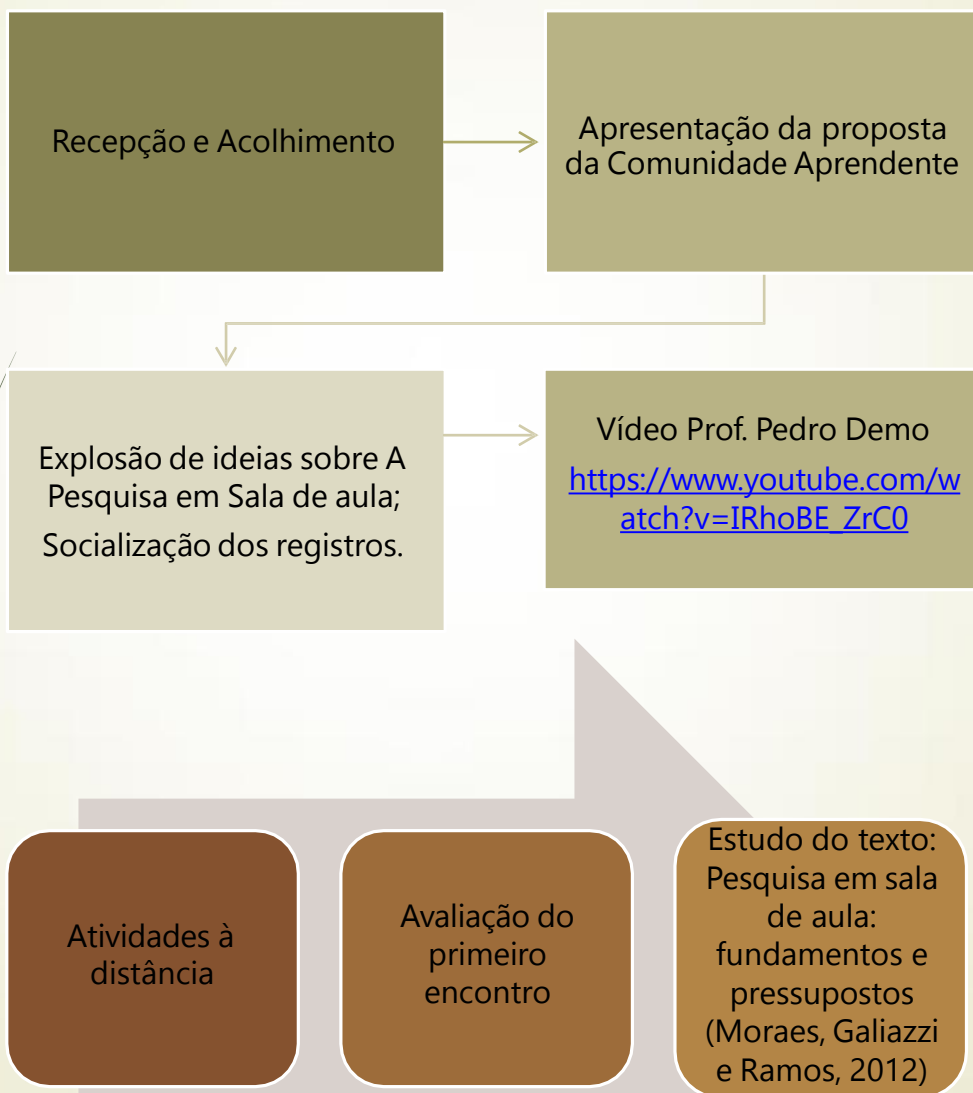 Recepção e Acolhimento
Apresentação da proposta
da Comunidade Aprendente
Explosão de ideias sobre A
Pesquisa em Sala de aula;
Socialização dos registros.
Vídeo Prof. Pedro Demo
https://www.youtube.com/w
atch?v=IRhoBE_ZrC0
Atividades à
distância
Avaliação do
primeiro
encontro
Estudo do texto:
Pesquisa em sala
de aula:
fundamentos e
pressupostos
(Moraes, Galiazzi
e Ramos, 2012)